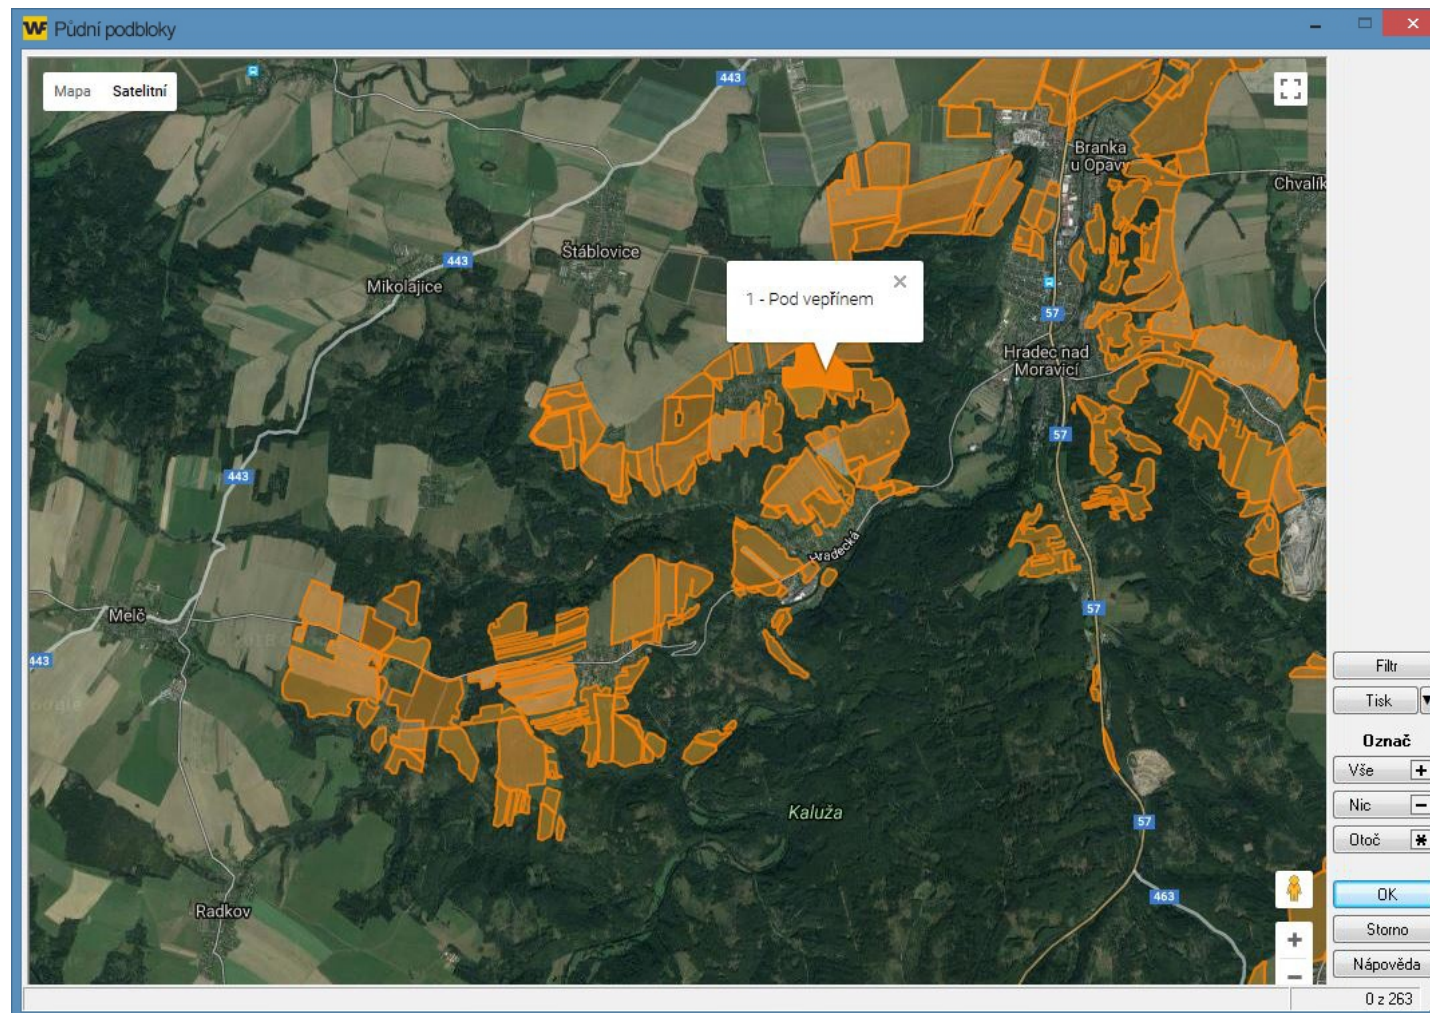 WF Půdní podbloky
Mapa Satelitní
443
Branka
u Opavy
Chvalík
Štáblovice
443
Mikolajice
1 - Pod vepřínem
57
Hradec nad
Moravicí
57
443
Hradecká
Melč
57
443
Filtr
Tisk
Označ
Vše +
Nic −
Otoč *
Kaluža
57
463
Radkov
OK
Storno
Nápověda
+
−
0 z 263